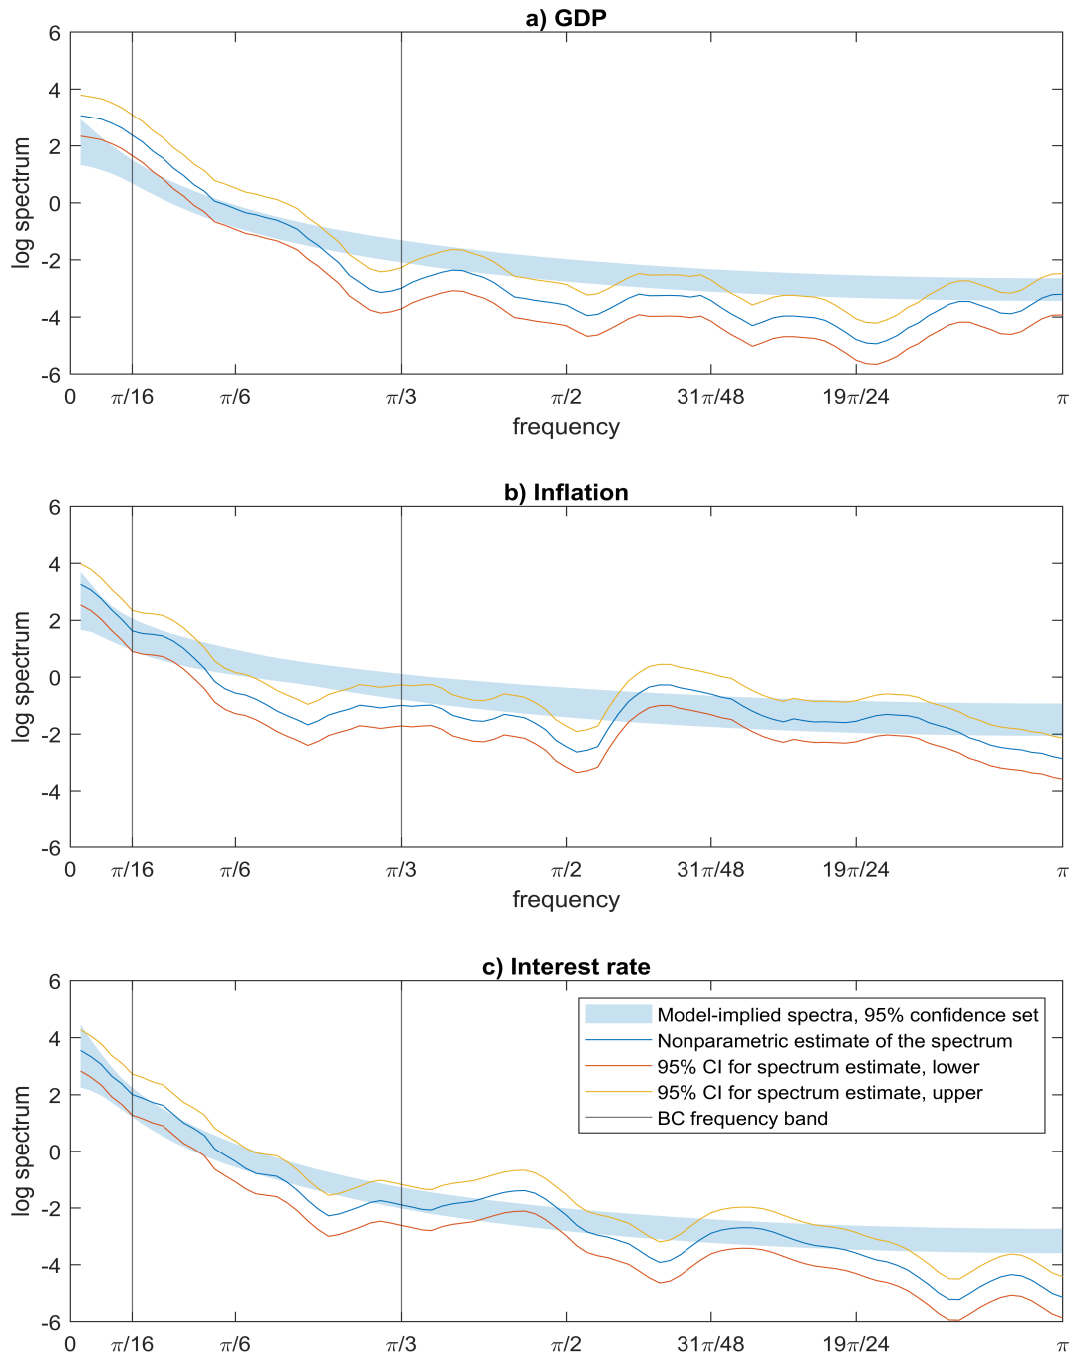 a) GDP
6
4
2
0
-2
-4
-6
log spectrum
0 π/16 π/6 π/3 π/2 31π/48 19π/24 π
frequency
b) Inflation
6
4
2
0
-2
-4
-6
log spectrum
0 π/16 π/6 π/3 π/2 31π/48 19π/24 π
frequency
c) Interest rate
6
4
2
0
-2
-4
-6
log spectrum
Model-implied spectra, 95% confidence set
Nonparametric estimate of the spectrum
95% CI for spectrum estimate, lower
95% CI for spectrum estimate, upper
BC frequency band
0 π/16 π/6 π/3 π/2 31π/48 19π/24 π